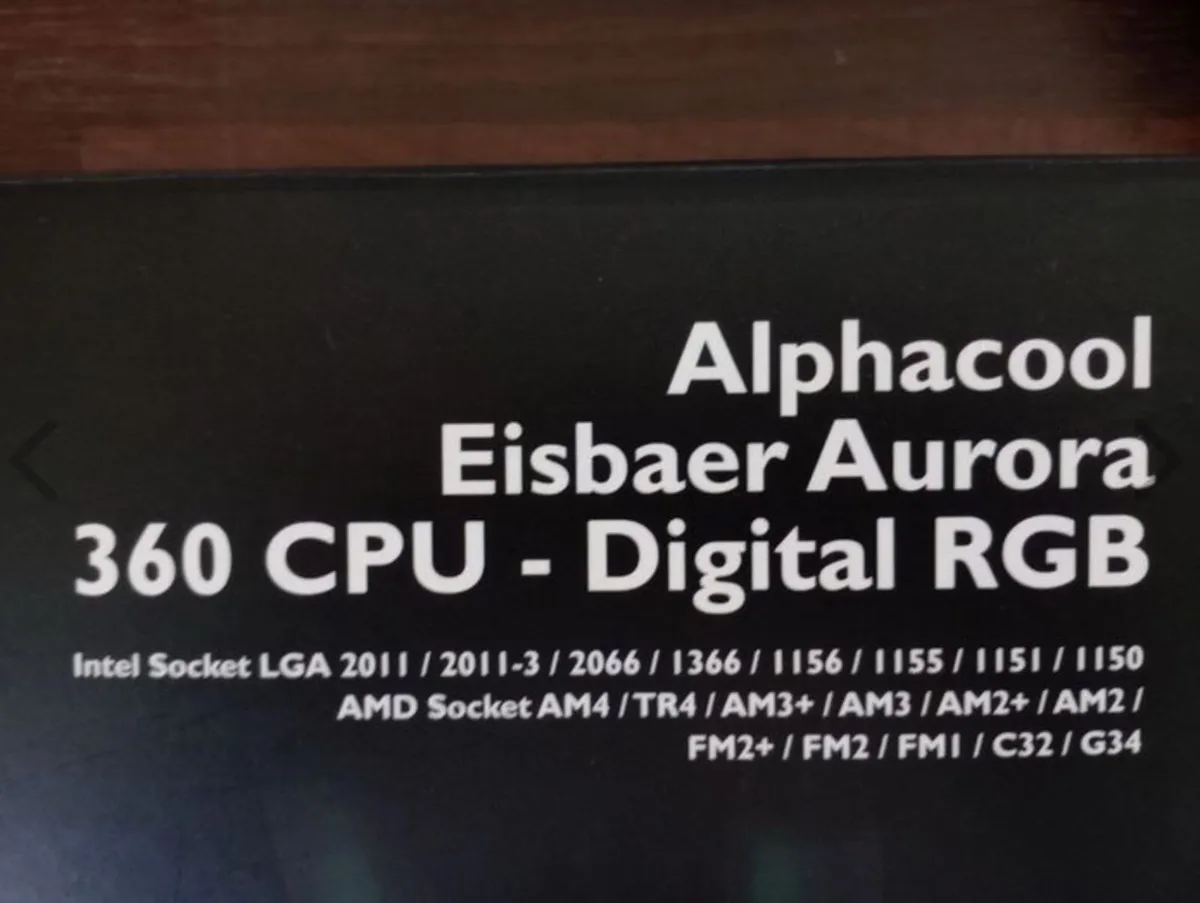 Alphacool
Eisbaer Aurora
360 CPU - Digital RGB
Intel Socket LGA 2011 / 2011-3 / 2066 / 1366 / 1156 / 1155 / 1151 / 1150
AMD Socket AM4 / TR4 / AM3+ / AM3 / AM2+ / AM2 /
FM2+ / FM2 / FM1 / C32 / G34